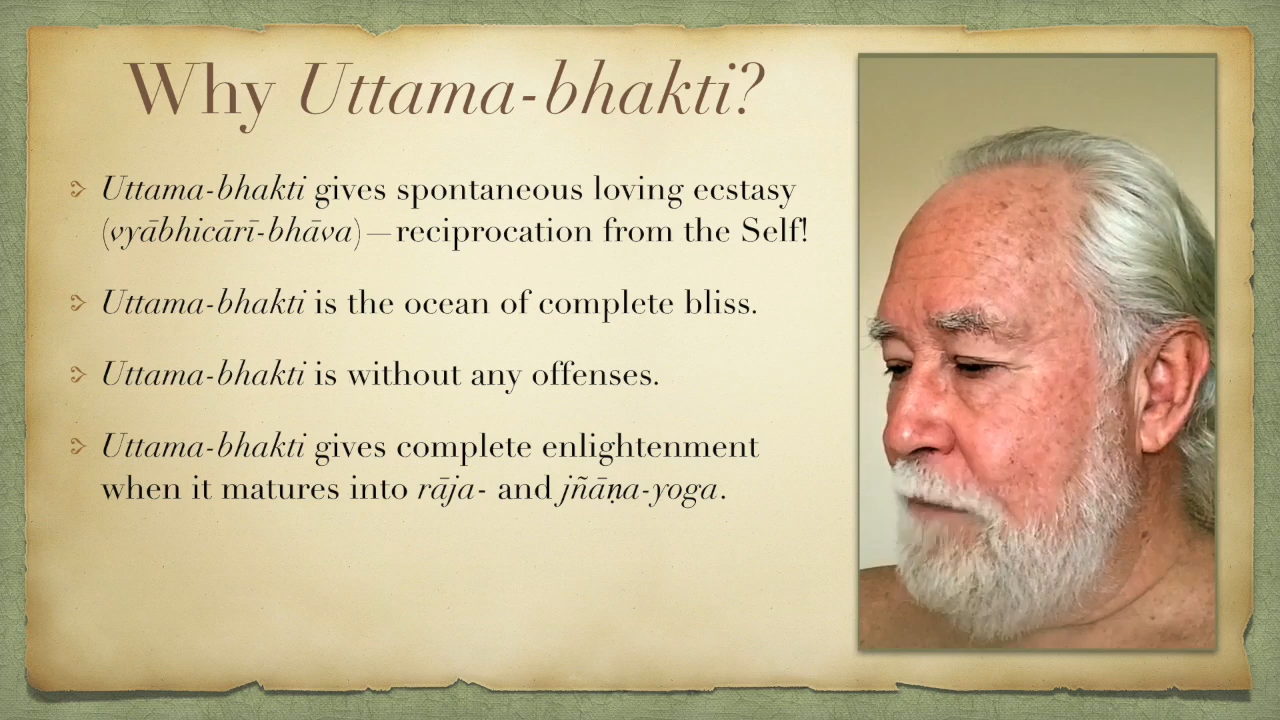 Why Uttama-bhakti?
Uttama-bhakti gives spontaneous loving ecstasy
(vyābhicārī-bhāva)—reciprocation from the Self!
Uttama-bhakti is the ocean of complete bliss.
Uttama-bhakti is without any offenses.
Uttama-bhakti gives complete enlightenment
when it matures into rāja- and jñāṇa-yoga.